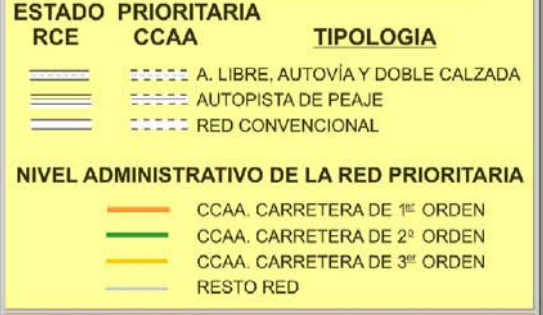 ESTADO PRIORITARIA
RCE CCAA TIPOLOGIA
A. LIBRE, AUTOVÍA Y DOBLE CALZADA
AUTOPISTA DE PEAJE
RED CONVENCIONAL
NIVEL ADMINISTRATIVO DE LA RED PRIORITARIA
CCAA. CARRETERA DE 1er ORDEN
CCAA. CARRETERA DE 2º ORDEN
CCAA. CARRETERA DE 3er ORDEN
RESTO RED